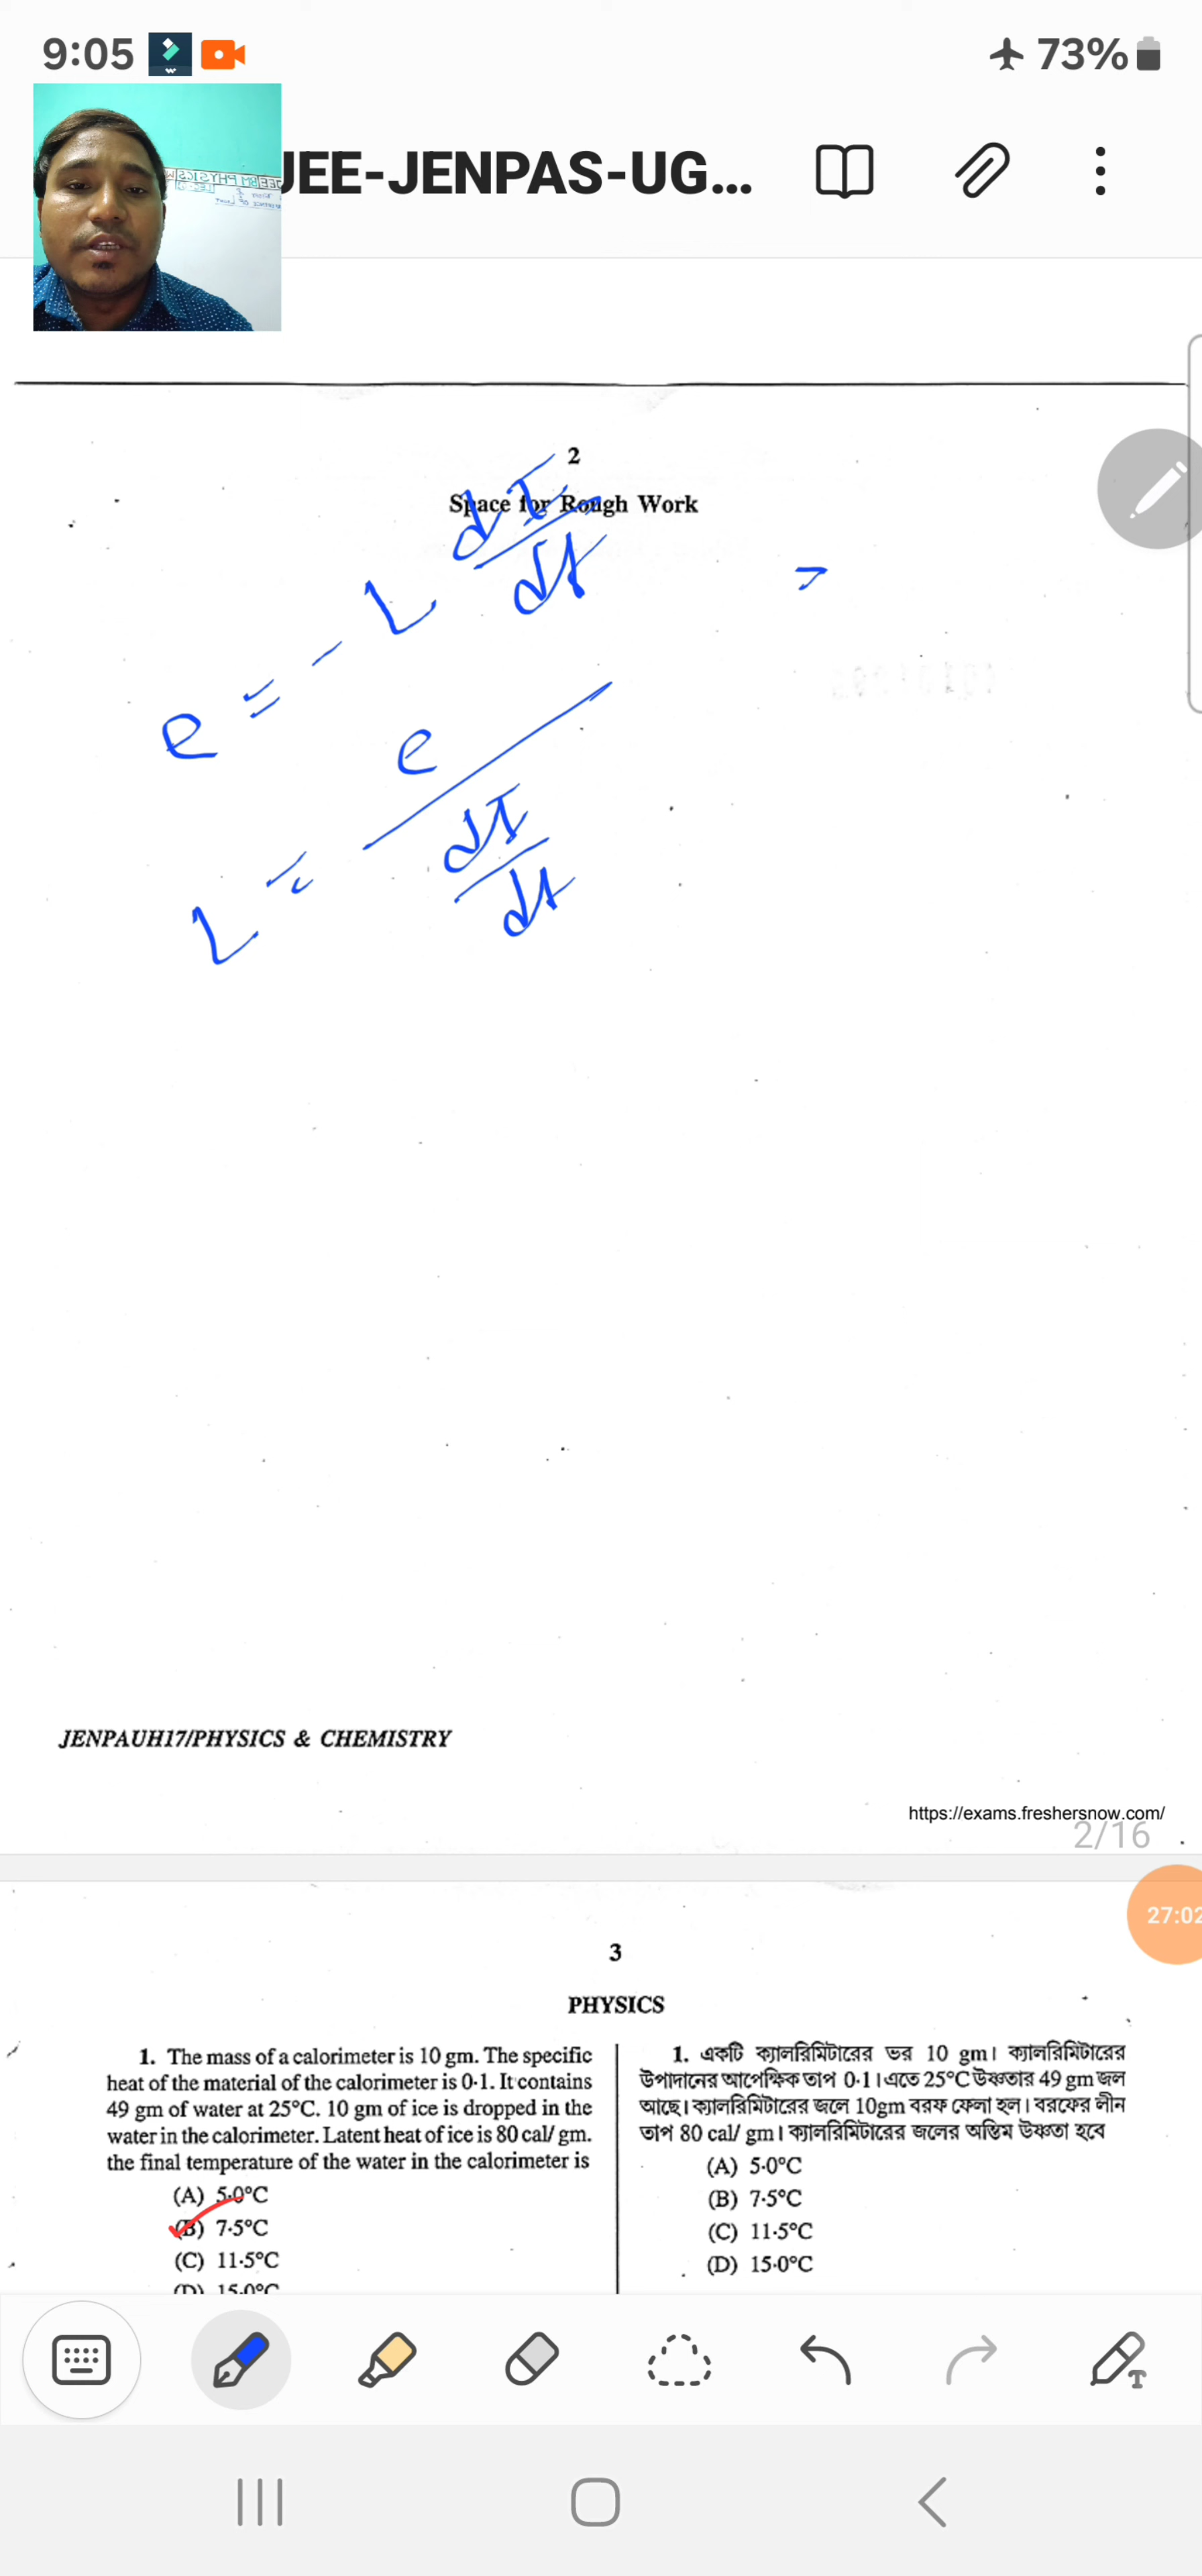 9:05
73%
JEE-JENPAS-UG...
2
Space for Rough Work
e = - L dI/dt
L = e / dI/dt
JENPAUH17/PHYSICS & CHEMISTRY
https://exams.freshersnow.com/
2/16
27:02
3
PHYSICS
1. The mass of a calorimeter is 10 gm. The specific
heat of the material of the calorimeter is 0·1. It contains
49 gm of water at 25°C. 10 gm of ice is dropped in the
water in the calorimeter. Latent heat of ice is 80 cal/ gm.
the final temperature of the water in the calorimeter is
(A) 5·0°C
(B) 7·5°C
(C) 11·5°C
(D) 15·0°C
1. একটি ক্যালরিমিটারের ভর 10 gm। ক্যালরিমিটারের
উপাদানের আপেক্ষিক তাপ 0·1। এতে 25°C উষ্ণতার 49 gm জল
আছে। ক্যালরিমিটারের জলে 10gm বরফ ফেলা হল। বরফের লীন
তাপ 80 cal/ gm। ক্যালরিমিটারের জলের অন্তিম উষ্ণতা হবে
(A) 5·0°C
(B) 7·5°C
(C) 11·5°C
(D) 15·0°C